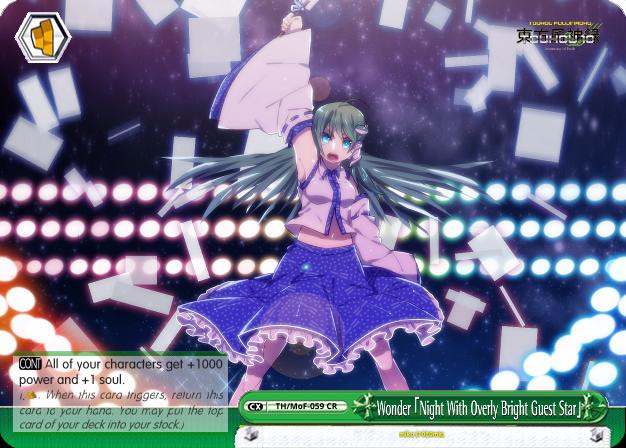 東方風神録
CONT All of your characters get +1000
power and +1 soul.
When this card triggers, return this
card to your hand. You may put the top
card of your deck into your stock.)
CX TH/MoF-059 CR Wonder「Night With Overly Bright Guest Star」